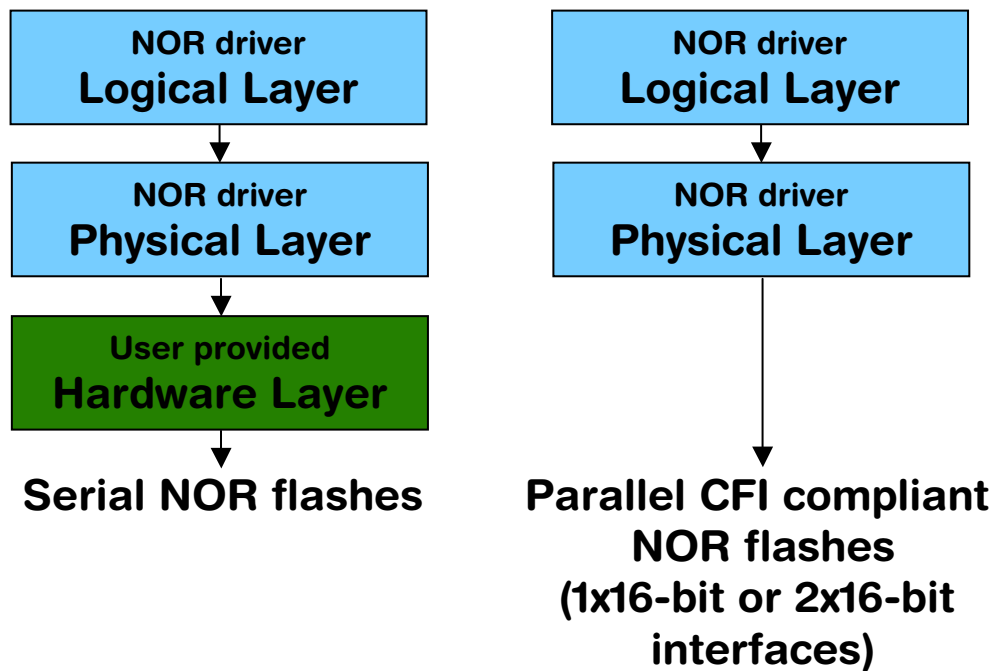 NOR driver
Logical Layer
NOR driver
Physical Layer
User provided
Hardware Layer
Serial NOR flashes
NOR driver
Logical Layer
NOR driver
Physical Layer
Parallel CFI compliant
NOR flashes
(1x16-bit or 2x16-bit
interfaces)